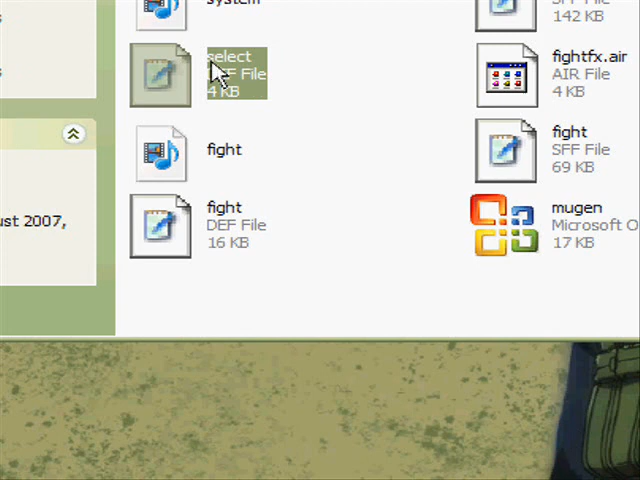 system
142 KB
select
DEF File
4 KB
fightfx.air
AIR File
4 KB
fight
fight
SFF File
69 KB
fight
DEF File
16 KB
mugen
Microsoft O
17 KB
ust 2007,